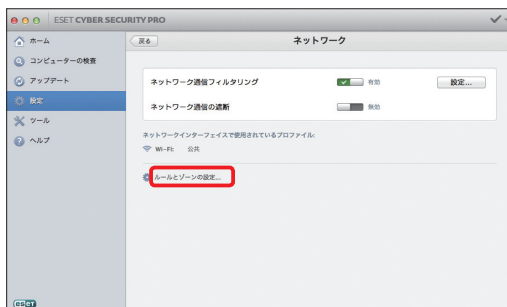 ESET CYBER SECURITY PRO
ホーム
コンピューターの検査
アップデート
設定
ツール
ヘルプ
戻る
ネットワーク
ネットワーク通信フィルタリング
有効
設定...
ネットワーク通信の遮断
無効
ネットワークインターフェイスで使用されているプロファイル:
Wi-Fi: 公共
ルールとゾーンの設定...
eseT